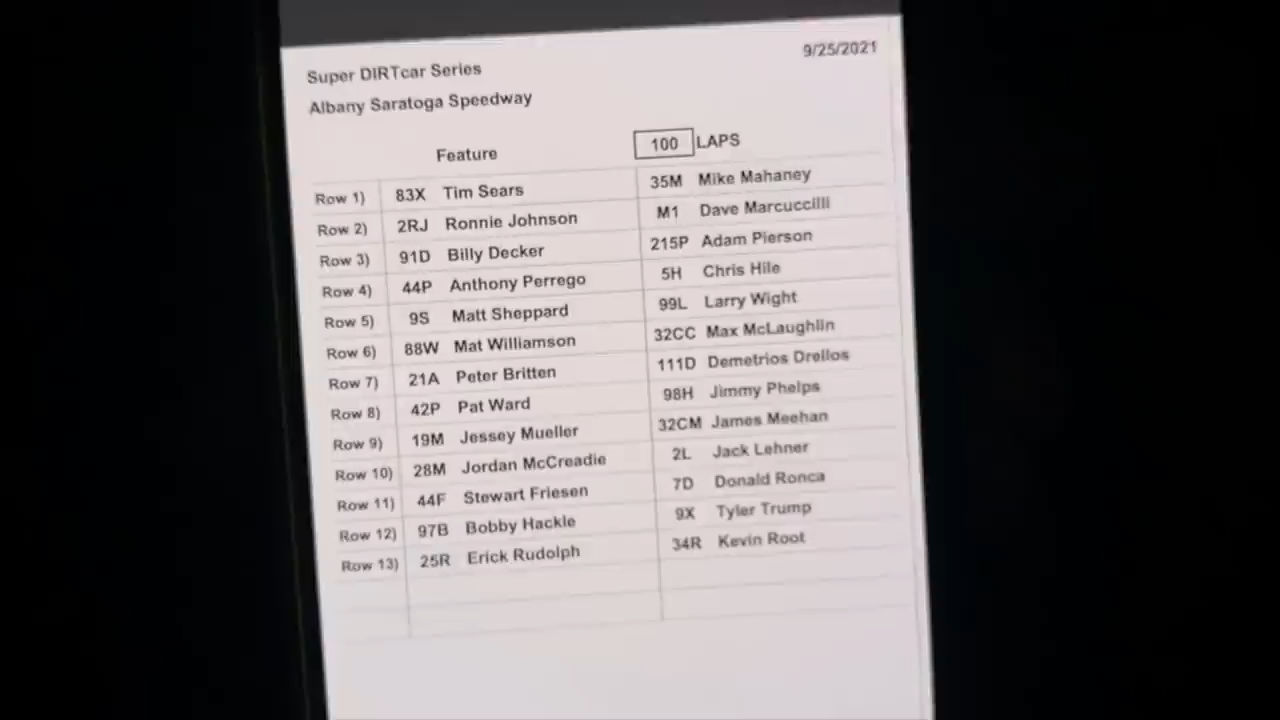 9/25/2021
Super DIRTcar Series
Albany Saratoga Speedway
Feature 100 LAPS
Row 1) 83X Tim Sears 35M Mike Mahaney
Row 2) 2RJ Ronnie Johnson M1 Dave Marcuccilli
Row 3) 91D Billy Decker 215P Adam Pierson
Row 4) 44P Anthony Perrego 5H Chris Hile
Row 5) 9S Matt Sheppard 99L Larry Wight
Row 6) 88W Mat Williamson 32CC Max McLaughlin
Row 7) 21A Peter Britten 111D Demetrios Drellos
Row 8) 42P Pat Ward 98H Jimmy Phelps
Row 9) 19M Jessey Mueller 32CM James Meehan
Row 10) 28M Jordan McCreadie 2L Jack Lehner
Row 11) 44F Stewart Friesen 7D Donald Ronca
Row 12) 97B Bobby Hackle 9X Tyler Trump
Row 13) 25R Erick Rudolph 34R Kevin Root